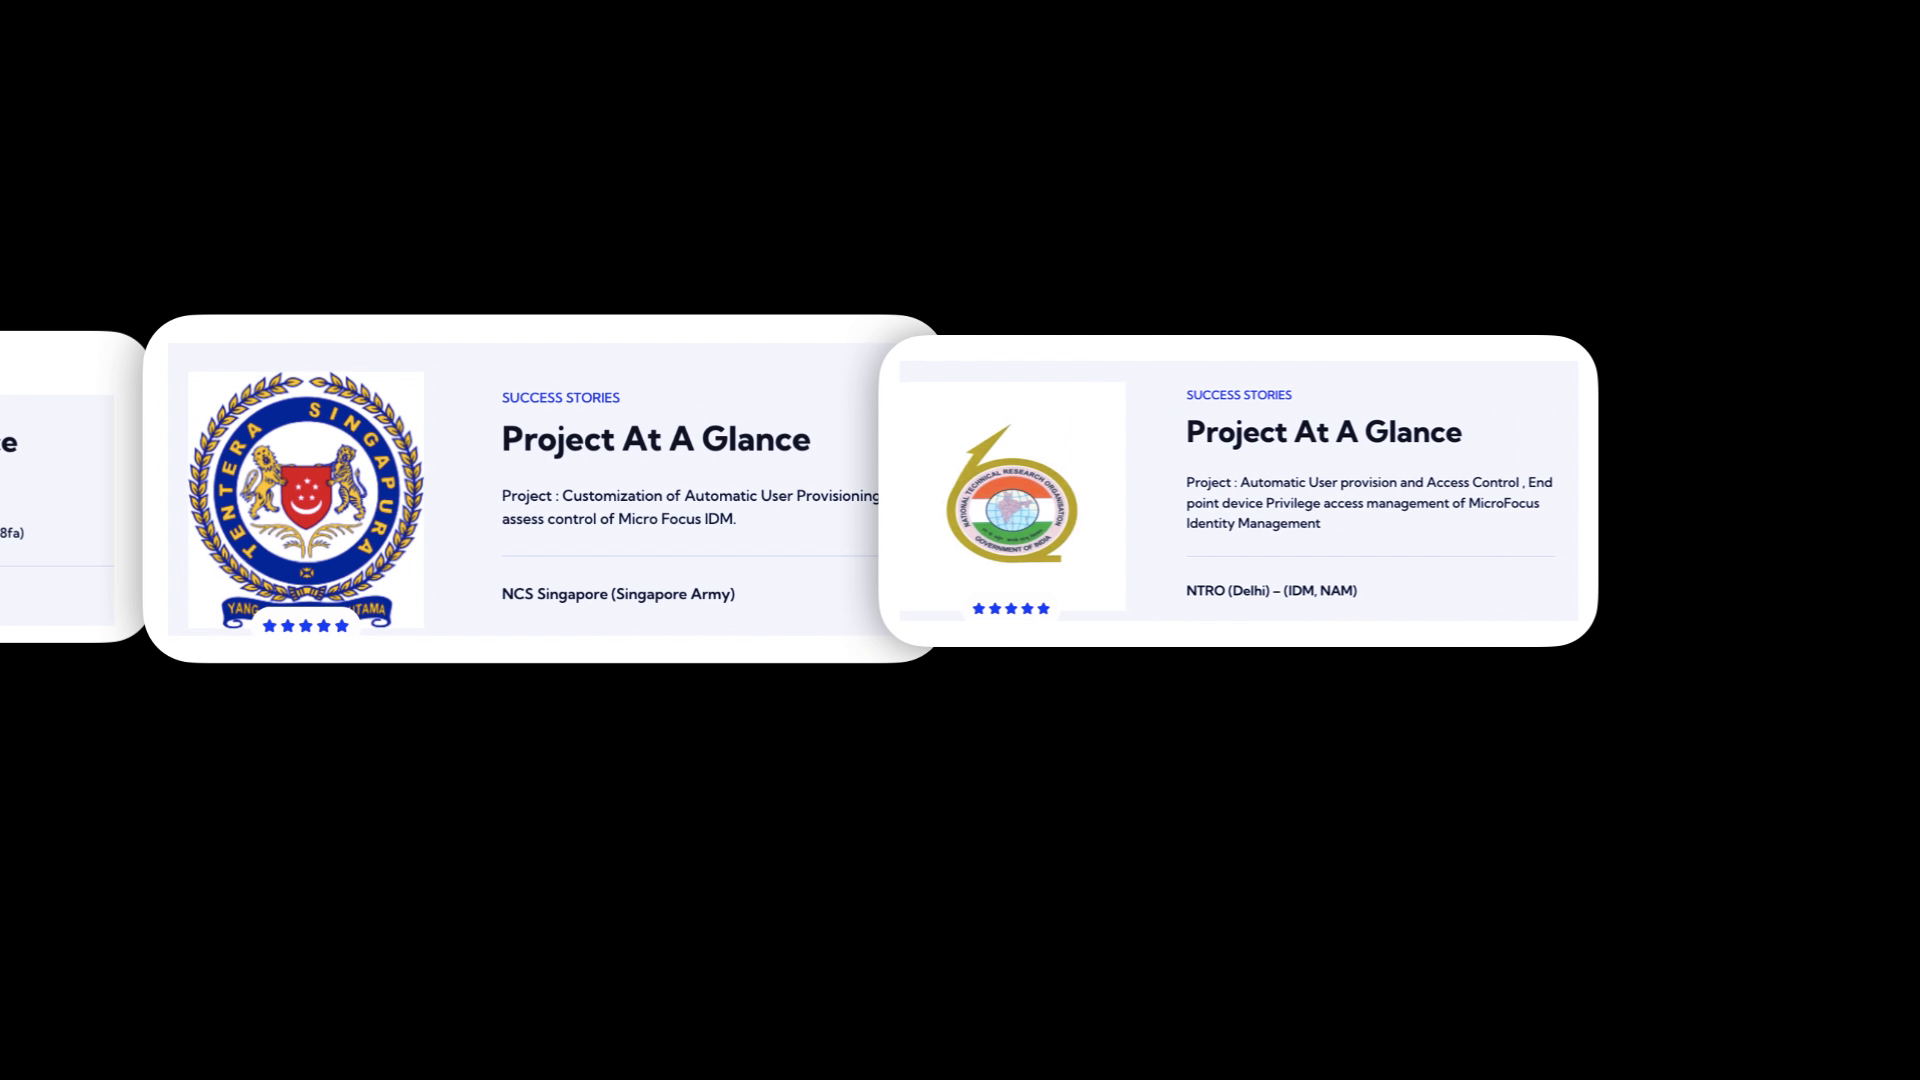 e
8fa)
TENTERA SINGAPURA
YANG
UTAMA
SUCCESS STORIES
Project At A Glance
Project : Customization of Automatic User Provisioning
assess control of Micro Focus IDM.
NCS Singapore (Singapore Army)
NATIONAL TECHNICAL RESEARCH ORGANISATION
GOVERNMENT OF INDIA
SUCCESS STORIES
Project At A Glance
Project : Automatic User provision and Access Control , End
point device Privilege access management of MicroFocus
Identity Management
NTRO (Delhi) – (IDM, NAM)